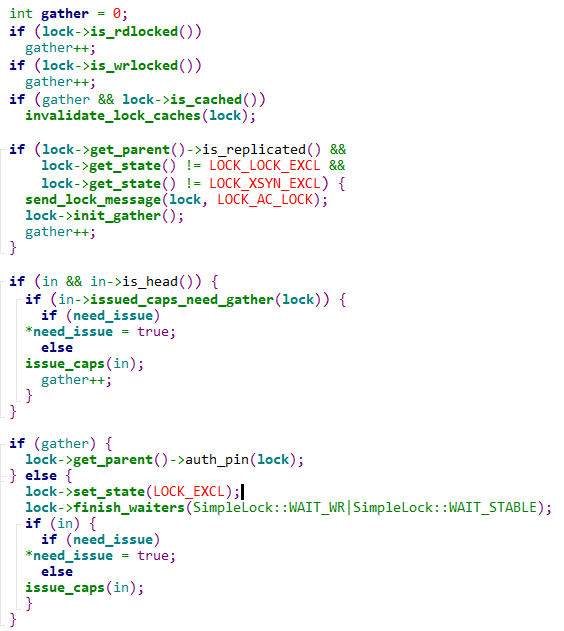 int gather = 0;
if (lock->is_rdlocked())
  gather++;
if (lock->is_wrlocked())
  gather++;
if (gather && lock->is_cached())
  invalidate_lock_caches(lock);

if (lock->get_parent()->is_replicated() &&
    lock->get_state() != LOCK_LOCK_EXCL &&
    lock->get_state() != LOCK_XSYN_EXCL) {
  send_lock_message(lock, LOCK_AC_LOCK);
  lock->init_gather();
  gather++;
}

if (in && in->is_head()) {
  if (in->issued_caps_need_gather(lock)) {
    if (need_issue)
  *need_issue = true;
    else
  issue_caps(in);
    gather++;
  }
}

if (gather) {
  lock->get_parent()->auth_pin(lock);
} else {
  lock->set_state(LOCK_EXCL);
  lock->finish_waiters(SimpleLock::WAIT_WR|SimpleLock::WAIT_STABLE);
  if (in) {
    if (need_issue)
  *need_issue = true;
    else
  issue_caps(in);
  }
}